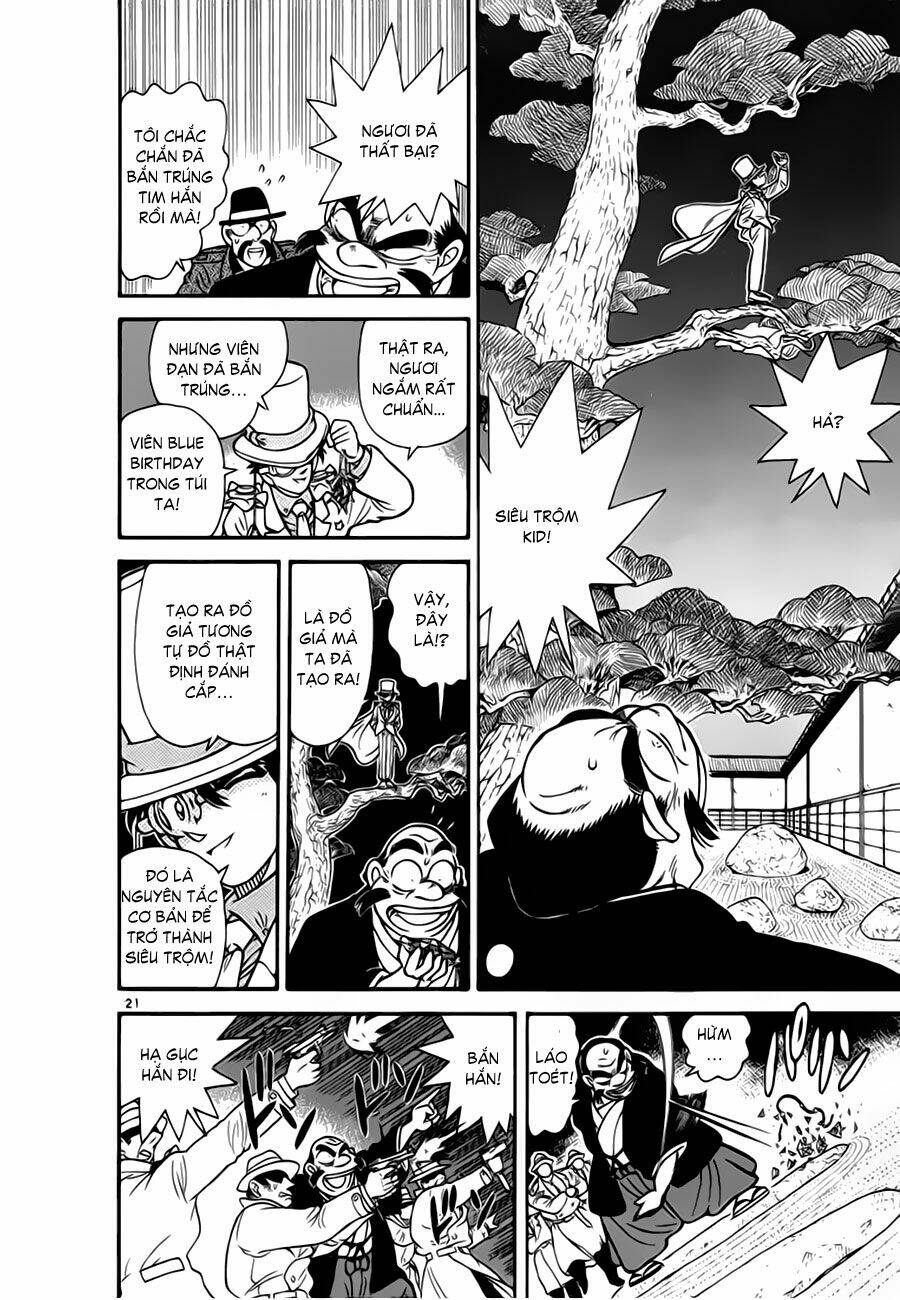 HẢ?
SIÊU TRỘM
KID!
NGƯƠI ĐÃ
THẤT BẠI?
TÔI CHẮC
CHẮN ĐÃ
BẮN TRÚNG
TIM HẮN
RỒI MÀ!
THẬT RA,
NGƯƠI
NGẮM RẤT
CHUẨN...
NHƯNG VIÊN
ĐẠN ĐÃ BẮN
TRÚNG...
VIÊN BLUE
BIRTHDAY
TRONG TÚI
TA!
VẬY,
ĐÂY
LÀ!?
LÀ ĐỒ
GIẢ MÀ
TA ĐÃ
TẠO RA!
TẠO RA ĐỒ
GIẢ TƯƠNG
TỰ ĐỒ THẬT
ĐỊNH ĐÁNH
CẮP...
ĐÓ LÀ
NGUYÊN TẮC
CƠ BẢN ĐỂ
TRỞ THÀNH
SIÊU TRỘM!
21
HỪM
...
LÁO
TOÉT!
BẮN
HẮN!
HẠ GỤC
HẮN ĐI!